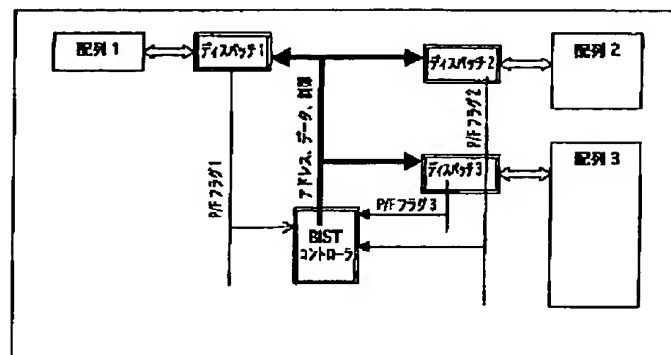 配列 1
ディスパッチ 1
ディスパッチ 2
配列 2
アドレス、データ、制御
P/Fフラグ1
P/Fフラグ2
ディスパッチ 3
配列 3
P/Fフラグ 3
BIST
コントローラ